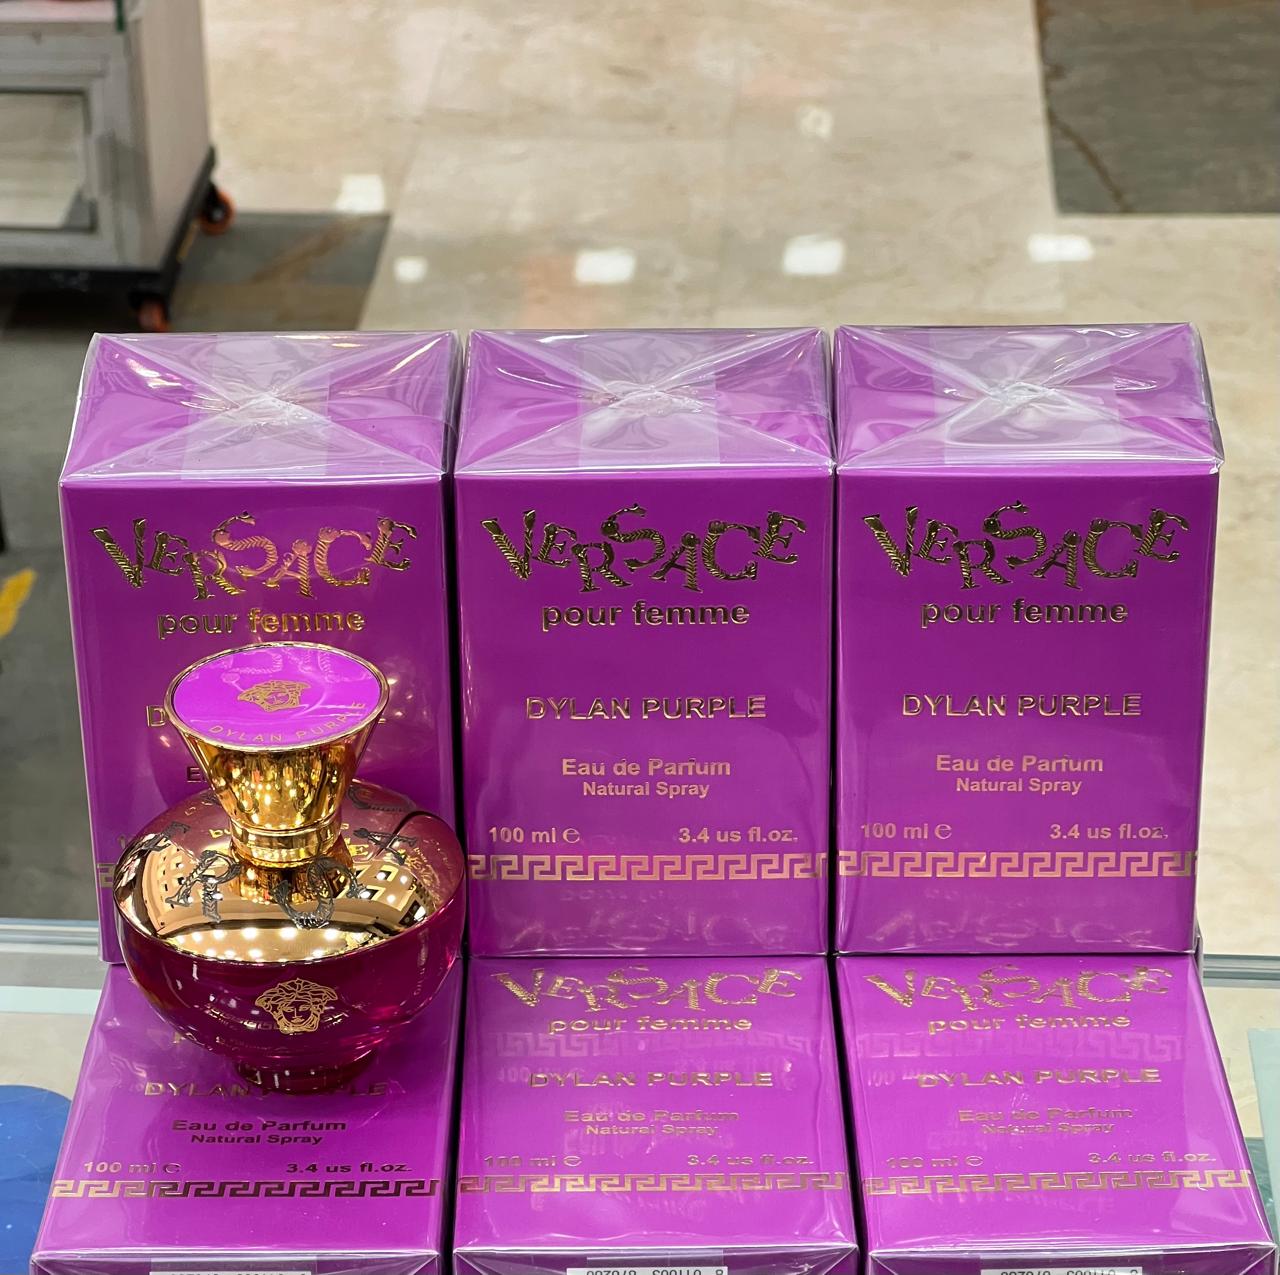 VERSACE
pour femme
VERSACE
pour femme
DYLAN PURPLE
Eau de Parfum
Natural Spray
100 ml e
3.4 us fl.oz.
VERSACE
pour femme
DYLAN PURPLE
Eau de Parfum
Natural Spray
100 ml e
3.4 us fl.oz.
DYLAN PURPLE
DYLAN PURPLE
Eau de Parfum
Natural Spray
100 ml e
3.4 us fl.oz.
VERSACE
pour femme
DYLAN PURPLE
Eau de Parfum
Natural Spray
100 ml e
3.4 us fl.oz.
VERSACE
pour femme
DYLAN PURPLE
Eau de Parfum
Natural Spray
100 ml e
3.4 us fl.oz.